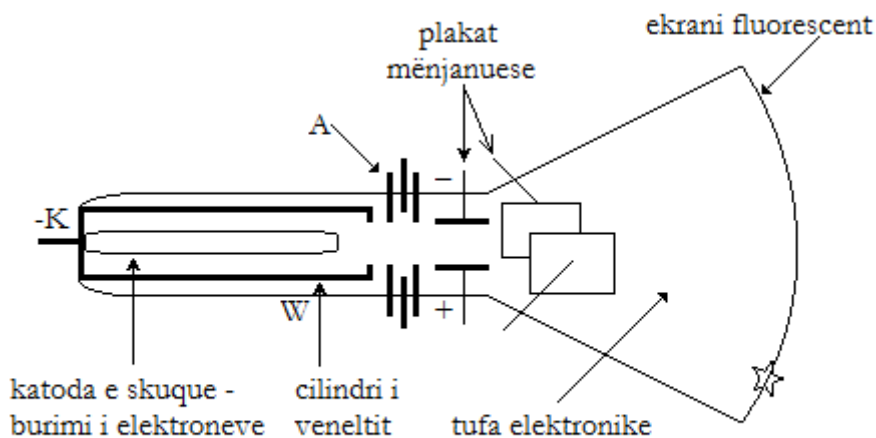 plakat
mënjanuese
ekrani fluorescent
A
−
-K
W
+
katoda e skuque -
burimi i elektroneve
cilindri i
veneltit
tufa elektronike